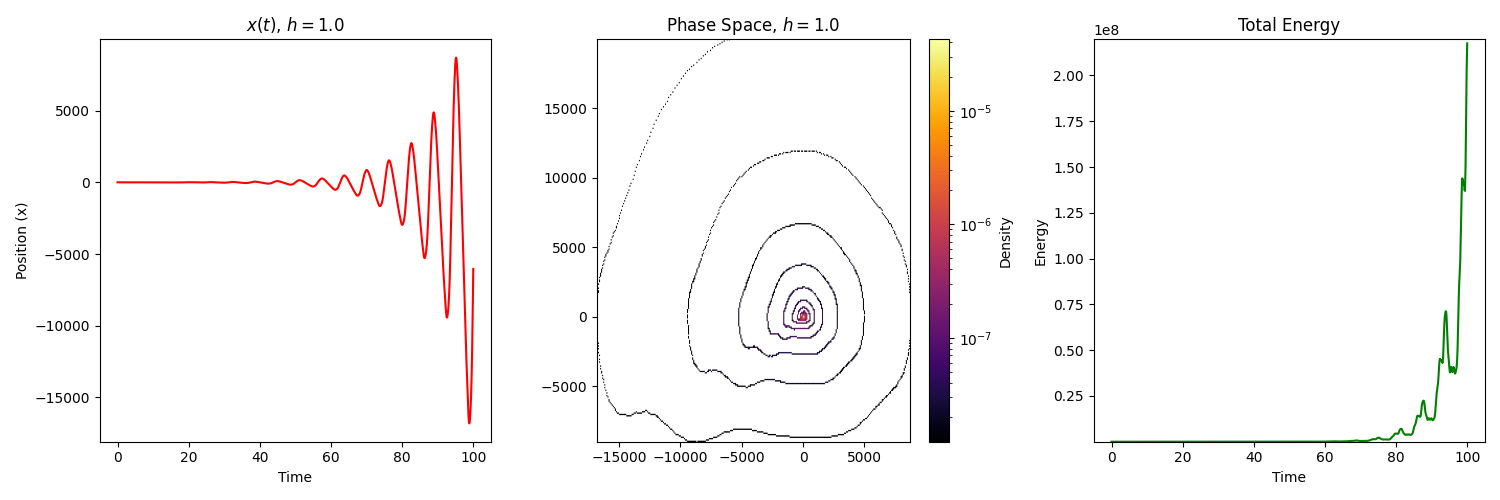 x(t), h = 1.0
5000
0
−5000
−10000
−15000
Position (x)
0 20 40 60 80 100
Time
Phase Space, h = 1.0
15000
10000
5000
0
−5000
−15000 −10000 −5000 0 5000
10⁻⁵
10⁻⁶
10⁻⁷
Density
Total Energy
1e8
2.00
1.75
1.50
1.25
1.00
0.75
0.50
0.25
Energy
0 20 40 60 80 100
Time